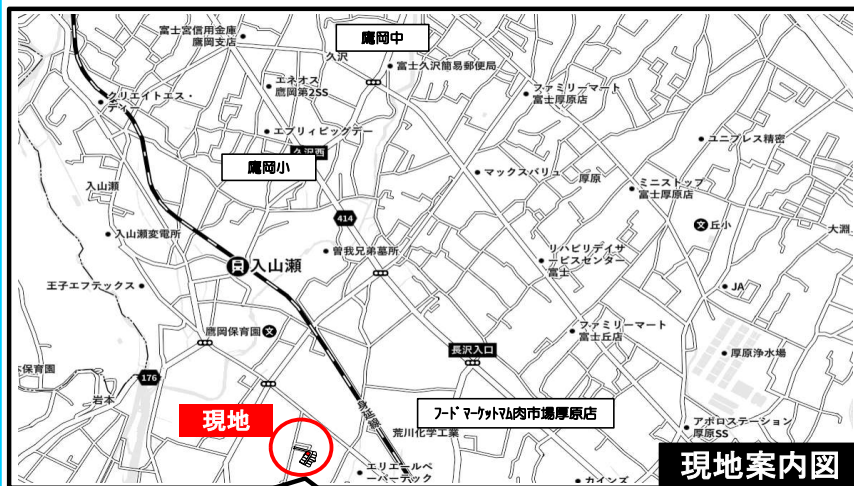 富士宮信用金庫
鷹岡支店
久沢
鷹岡中
富士久沢簡易郵便局
エネオス
鷹岡第2SS
クリエイトエス・
デ
ファミリーマート
富士厚原店
エブリィビッグデー
久沢西
ユニプレス精密
鷹岡小
マックスバリュ
厚原
ミニストップ
富士厚原店
入山瀬
414
文
丘小
大淵
入山瀬変電所
曽我兄弟墓所
リハビリデイサ
ービスセンター
富士
入山瀬
王子エフテックス
JA
鷹岡保育園
文
ファミリーマート
富士丘店
長沢入口
厚原浄水場
保育園
176
岩本
現地
フードマーケットマム肉市場厚原店
身延線
荒川化学工業
アポロステーション
厚原SS
エリエールペ
ーパーテック
カインズ
現地案内図